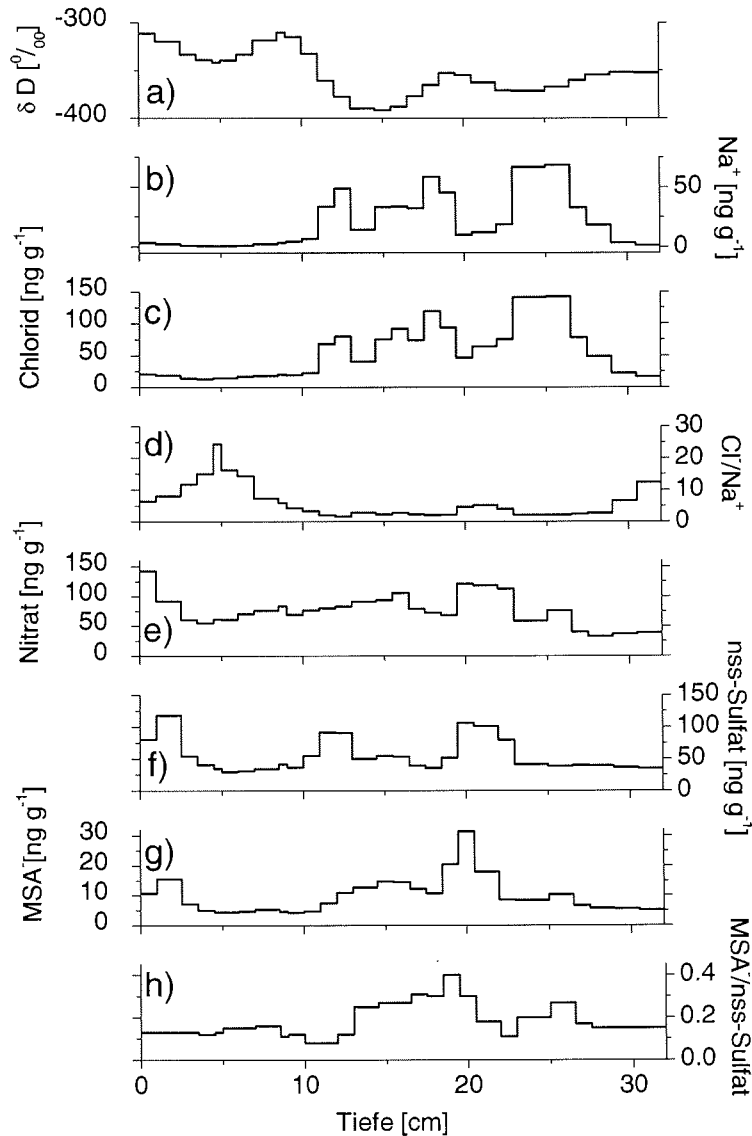 δ D [⁰/₀₀]
-300
-400
a)
b)
Na⁺ [ng g⁻¹]
50
0
Chlorid [ng g⁻¹]
150
100
50
0
c)
d)
Cl⁻/Na⁺
30
20
10
0
Nitrat [ng g⁻¹]
150
100
50
0
e)
f)
nss-Sulfat [ng g⁻¹]
150
100
50
0
MSA⁻ [ng g⁻¹]
30
20
10
0
g)
h)
MSA⁻/nss-Sulfat
0.4
0.2
0.0
0
10
20
30
Tiefe [cm]